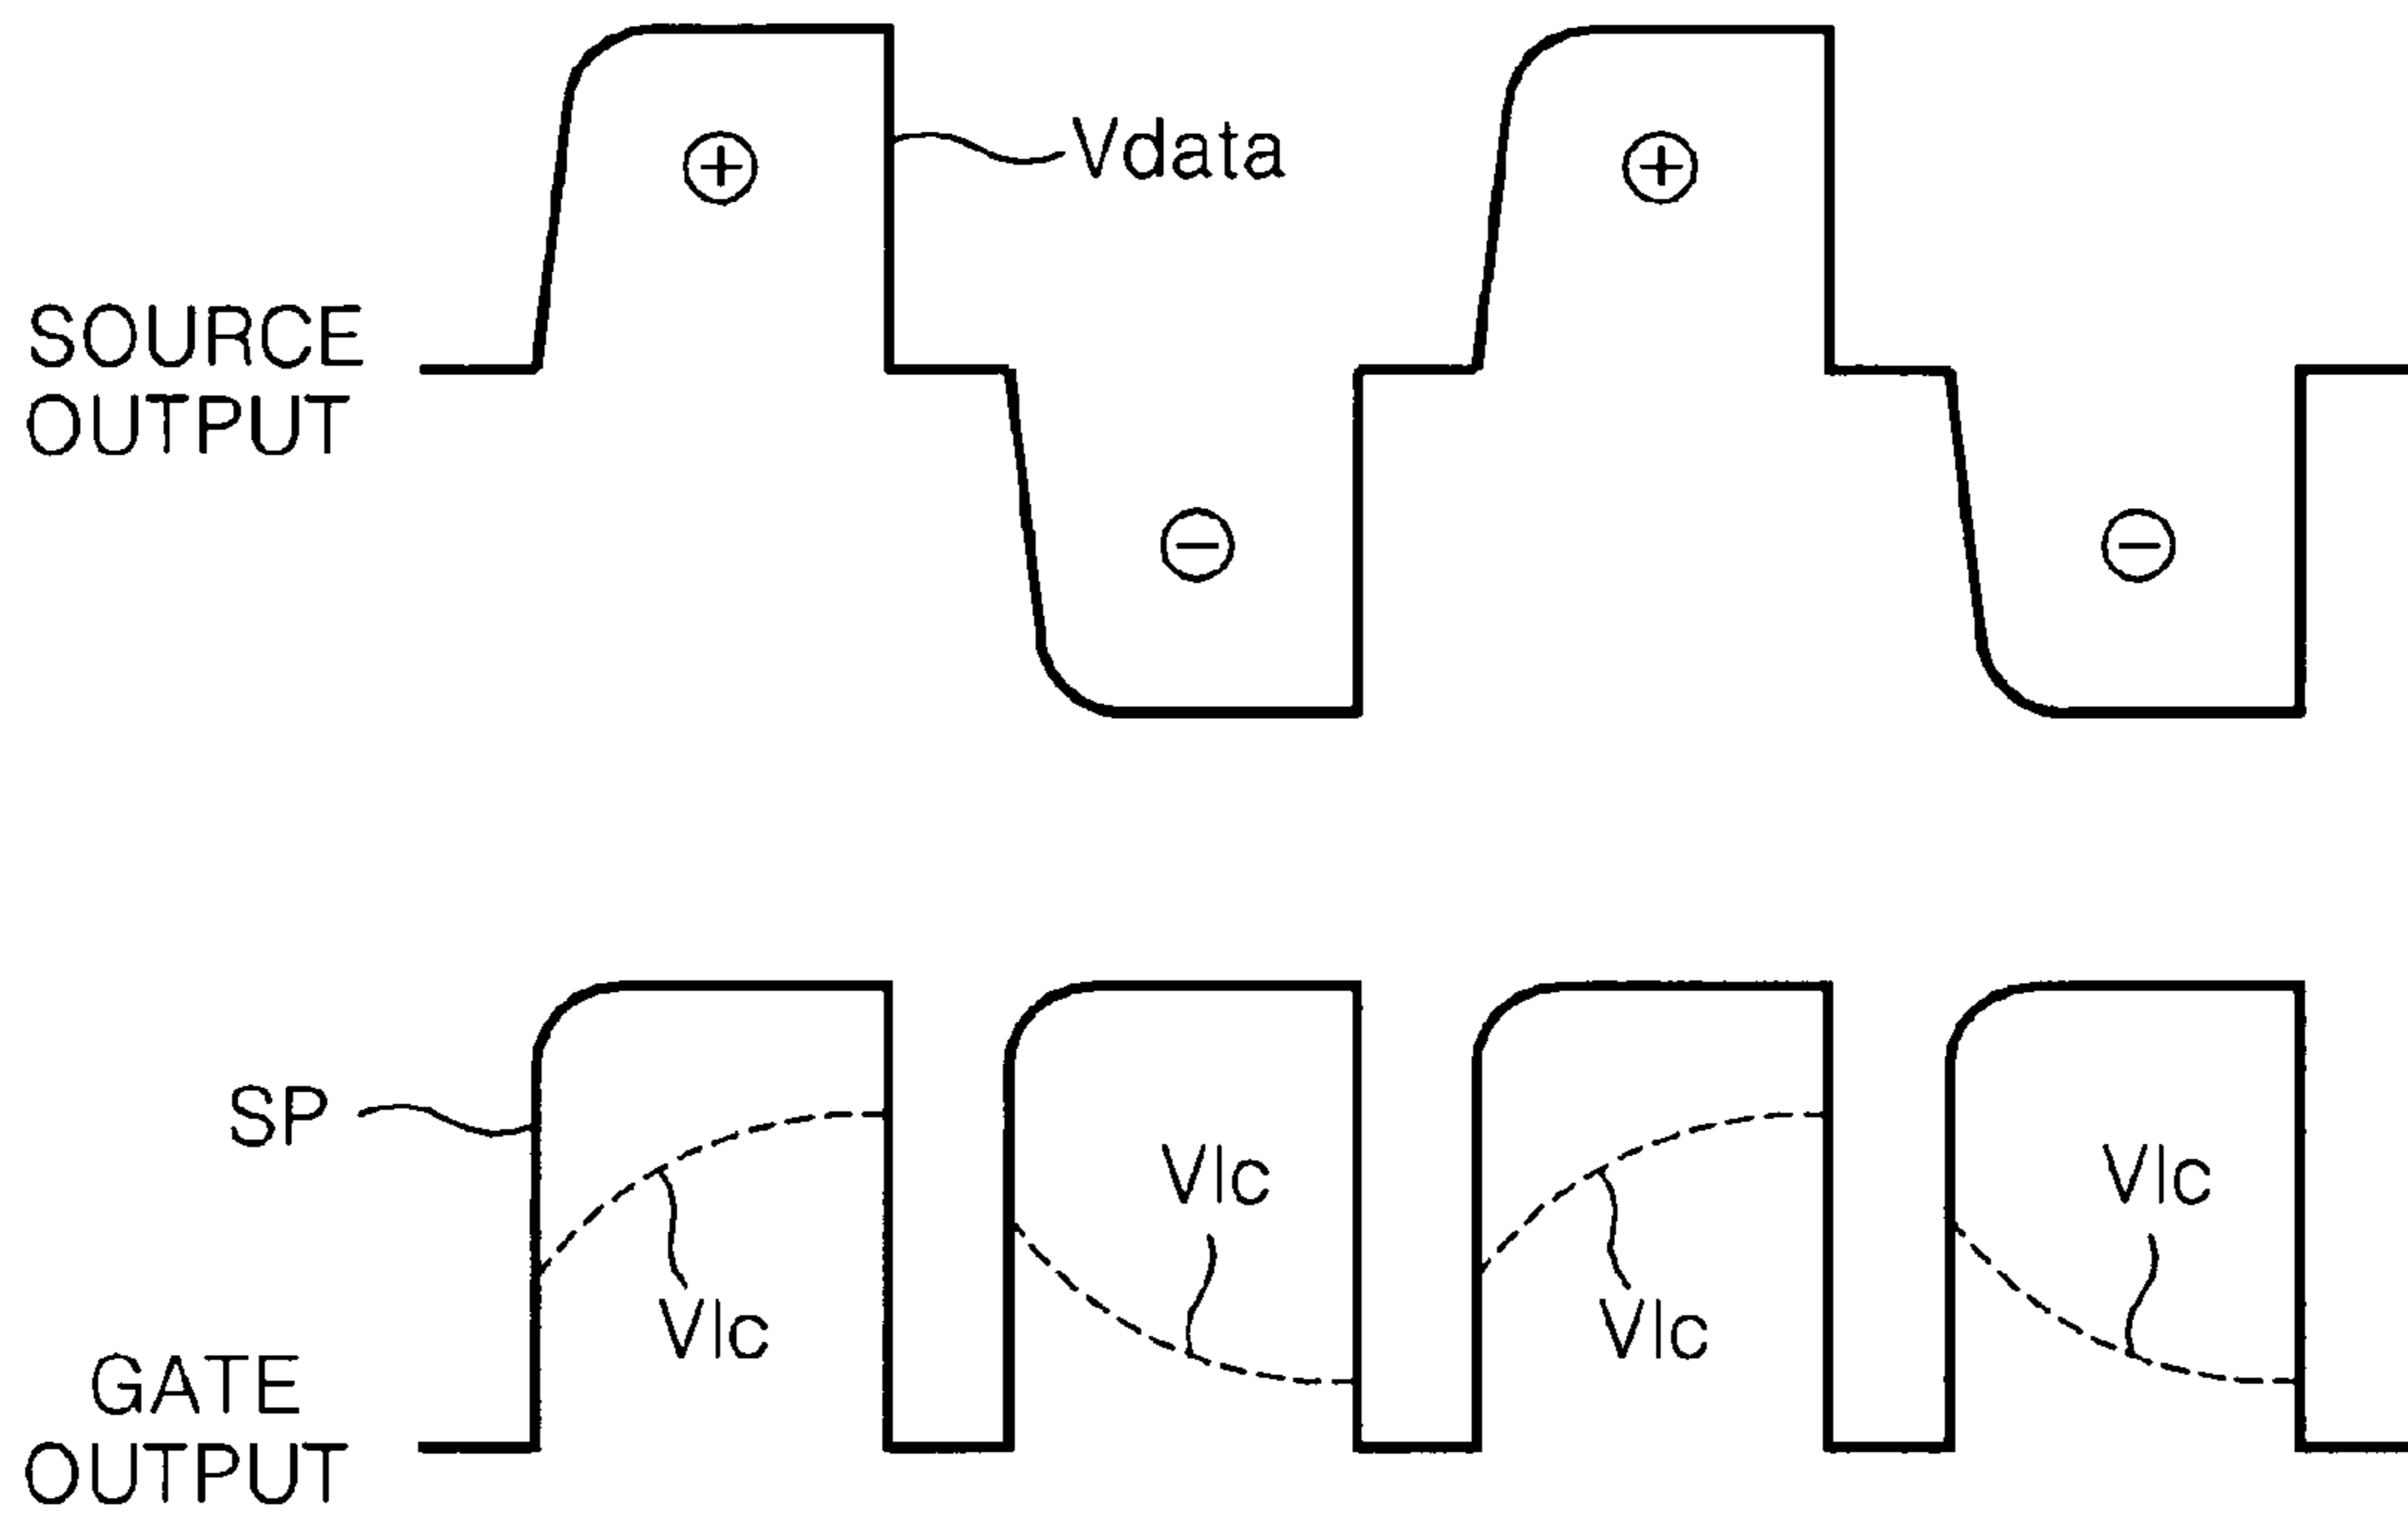 ⊕
Vdata
⊕
SOURCE
OUTPUT
⊖
⊖
SP
Vlc
Vlc
Vlc
Vlc
GATE
OUTPUT